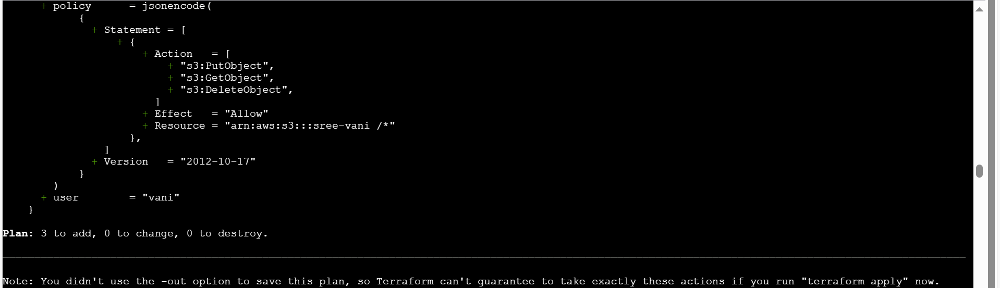 + policy      = jsonencode(
{
+ Statement = [
+ {
+ Action   = [
+ "s3:PutObject",
+ "s3:GetObject",
+ "s3:DeleteObject",
]
+ Effect   = "Allow"
+ Resource = "arn:aws:s3:::sree-vani /*"
},
]
+ Version   = "2012-10-17"
}
)
+ user        = "vani"
}
Plan: 3 to add, 0 to change, 0 to destroy.
Note: You didn't use the -out option to save this plan, so Terraform can't guarantee to take exactly these actions if you run "terraform apply" now.